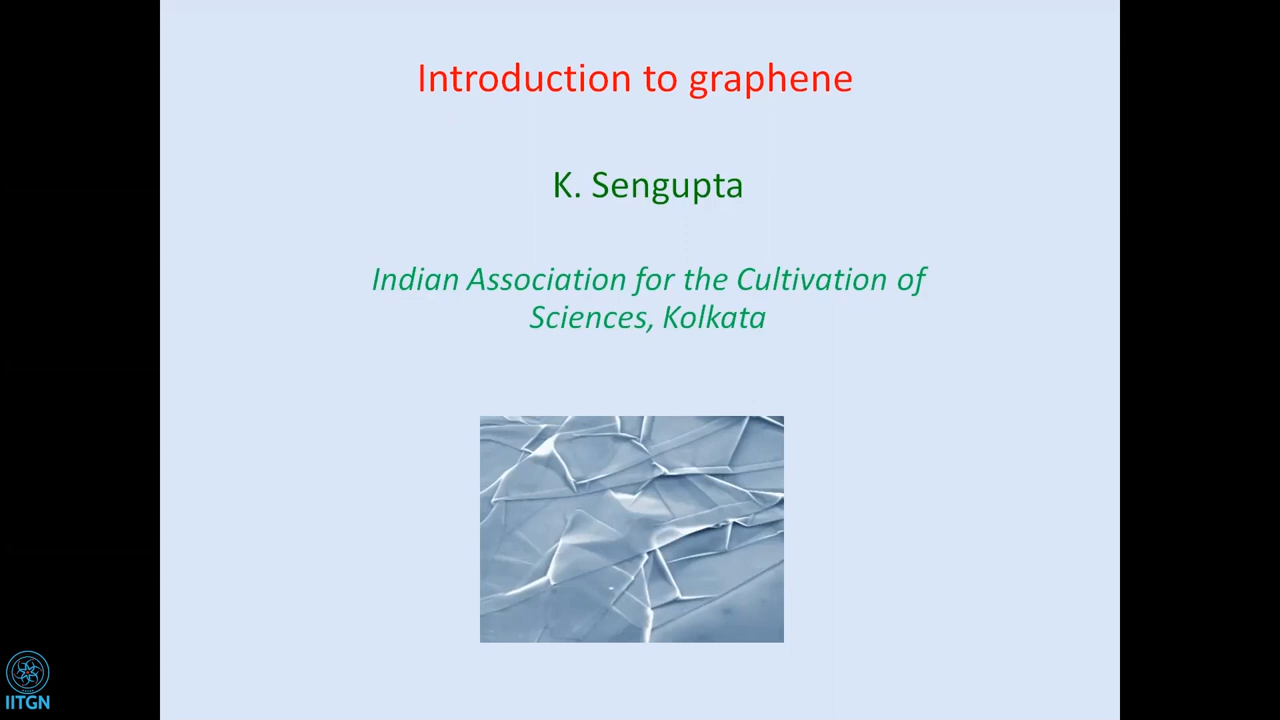 Introduction to graphene
K. Sengupta
Indian Association for the Cultivation of
Sciences, Kolkata
IITGN